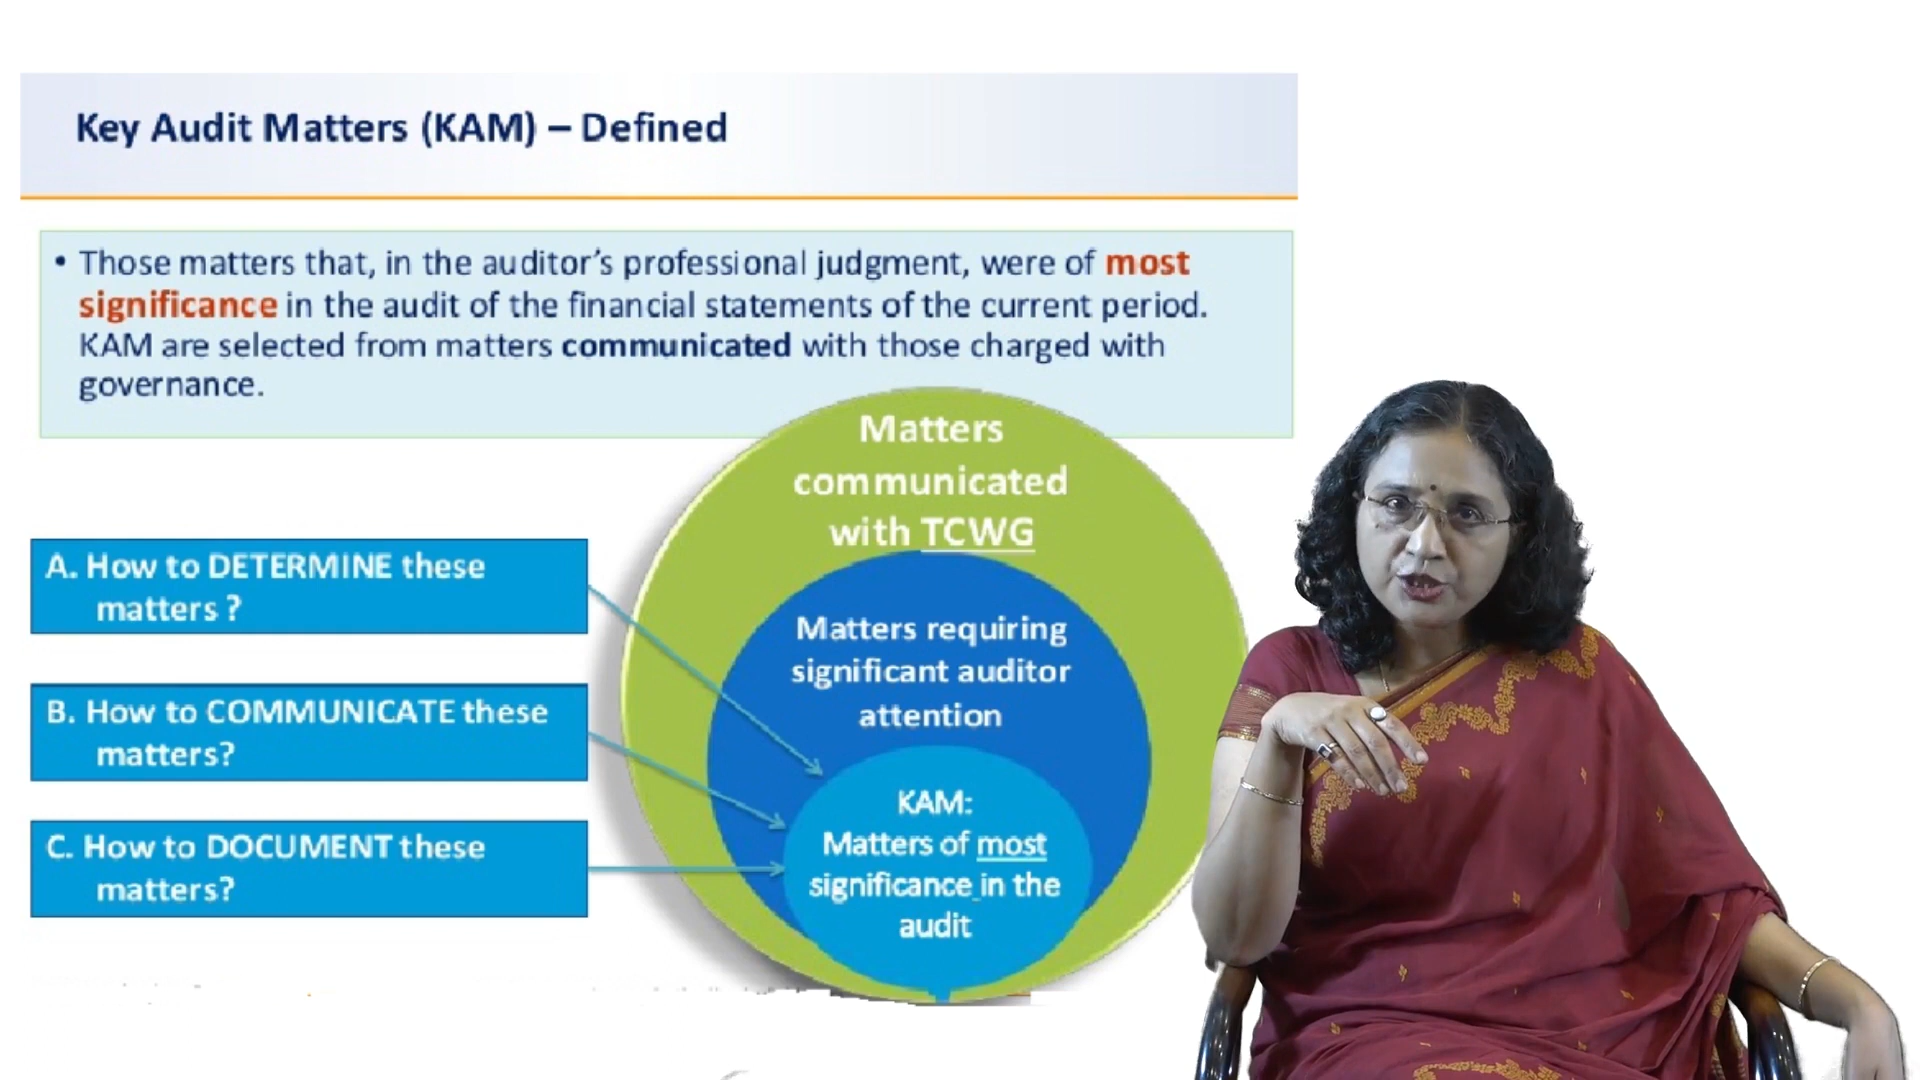 Key Audit Matters (KAM) – Defined
• Those matters that, in the auditor’s professional judgment, were of most
significance in the audit of the financial statements of the current period.
KAM are selected from matters communicated with those charged with
governance.
Matters
communicated
with TCWG
A. How to DETERMINE these
matters ?
Matters requiring
significant auditor
attention
B. How to COMMUNICATE these
matters?
KAM:
Matters of most
significance in the
audit
C. How to DOCUMENT these
matters?